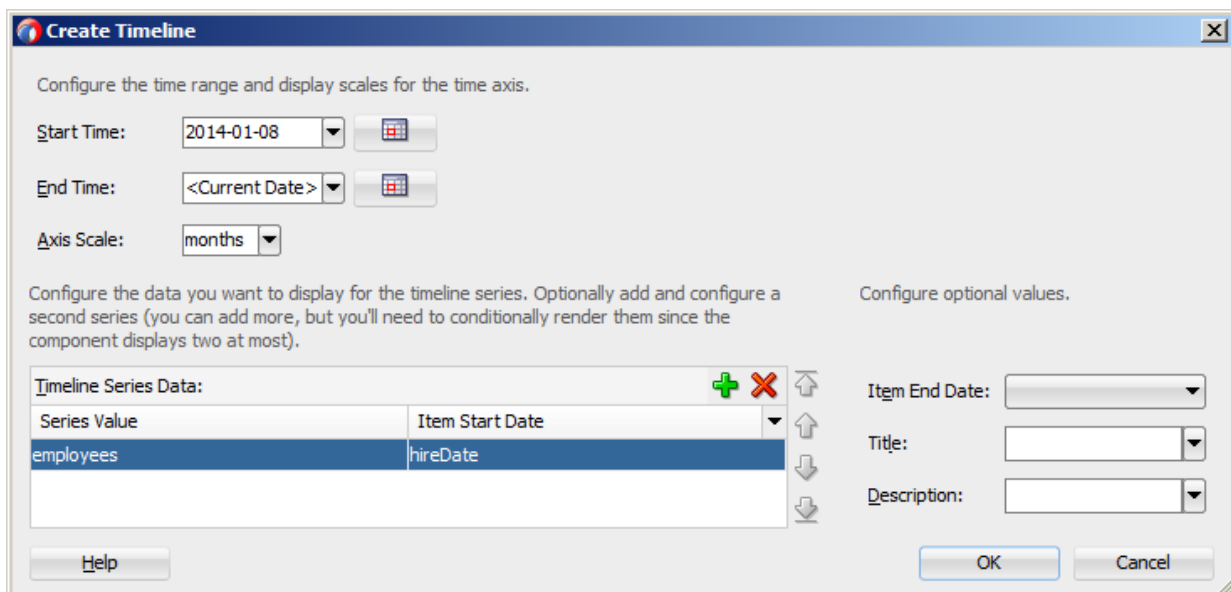 Create Timeline
Configure the time range and display scales for the time axis.
Start Time: 2014-01-08
End Time: <Current Date>
Axis Scale: months
Configure the data you want to display for the timeline series. Optionally add and configure a
second series (you can add more, but you'll need to conditionally render them since the
component displays two at most).
Configure optional values.
Timeline Series Data:
Series Value Item Start Date
employees hireDate
Item End Date:
Title:
Description:
Help OK Cancel